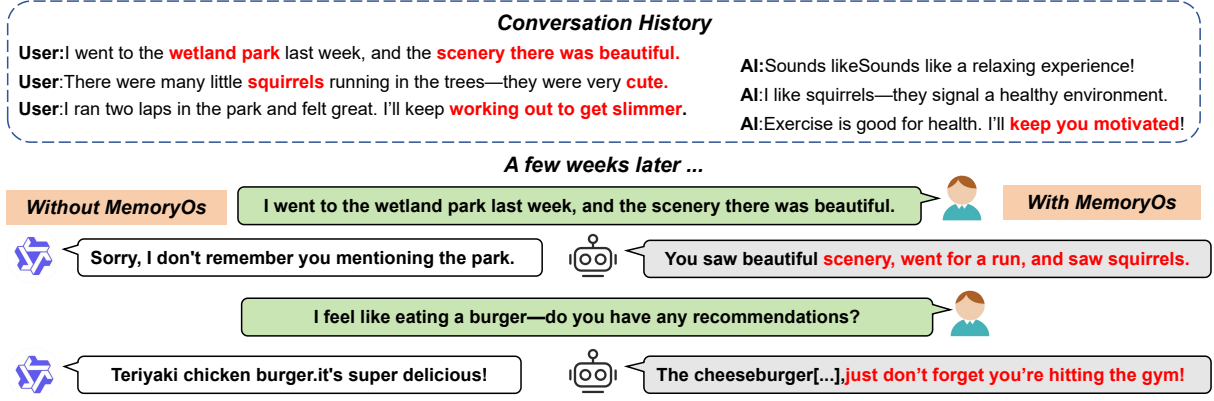 Conversation History
User:I went to the wetland park last week, and the scenery there was beautiful.
User:There were many little squirrels running in the trees—they were very cute.
User:I ran two laps in the park and felt great. I'll keep working out to get slimmer.
AI:Sounds likeSounds like a relaxing experience!
AI:I like squirrels—they signal a healthy environment.
AI:Exercise is good for health. I'll keep you motivated!
A few weeks later ...
Without MemoryOs
I went to the wetland park last week, and the scenery there was beautiful.
With MemoryOs
Sorry, I don't remember you mentioning the park.
You saw beautiful scenery, went for a run, and saw squirrels.
I feel like eating a burger—do you have any recommendations?
Teriyaki chicken burger.it's super delicious!
The cheeseburger[...],just don't forget you're hitting the gym!